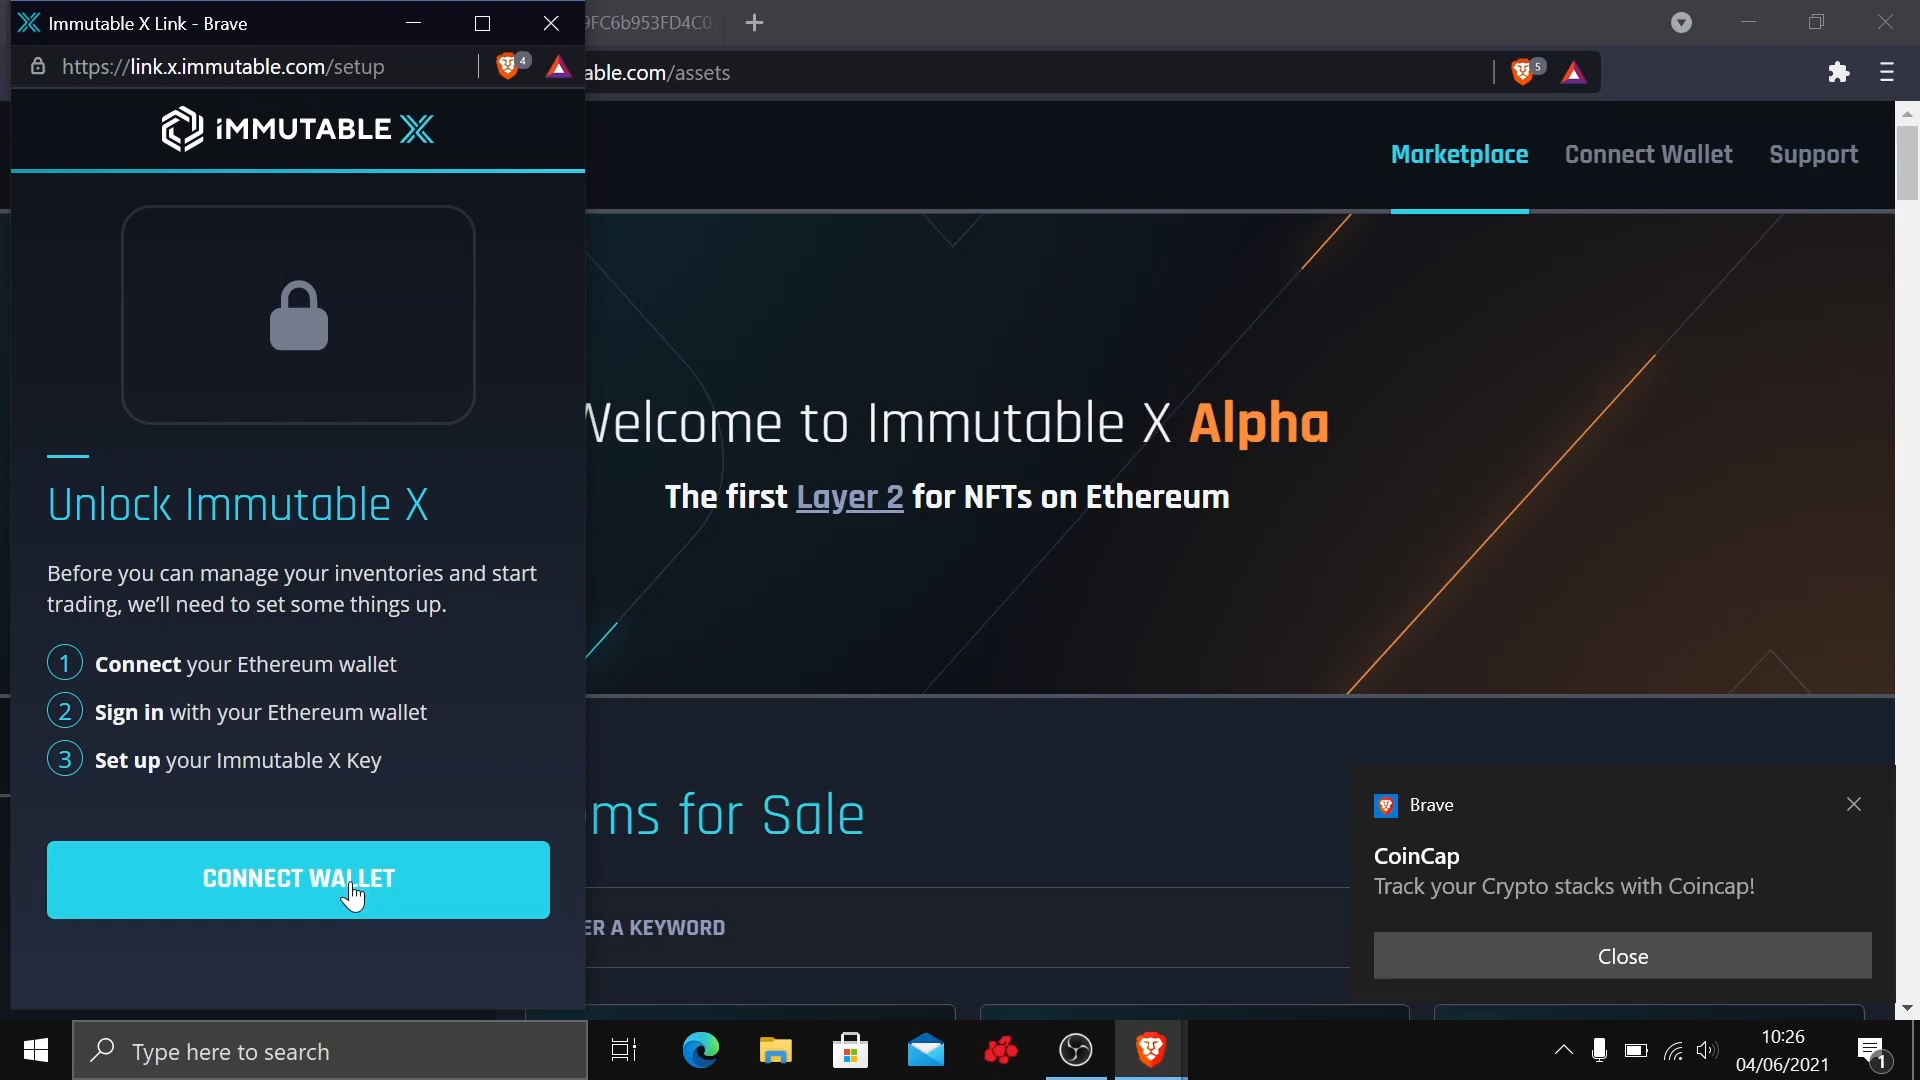 Immutable X Link - Brave
https://link.x.immutable.com/setup
4
IMMUTABLE X
Unlock Immutable X
Before you can manage your inventories and start
trading, we'll need to set some things up.
1 Connect your Ethereum wallet
2 Sign in with your Ethereum wallet
3 Set up your Immutable X Key
CONNECT WALLET
9FC6b953FD4C0
able.com/assets
5
Marketplace
Connect Wallet
Support
Welcome to Immutable X Alpha
The first Layer 2 for NFTs on Ethereum
ms for Sale
ER A KEYWORD
Brave
CoinCap
Track your Crypto stacks with Coincap!
Close
Type here to search
10:26
04/06/2021
1